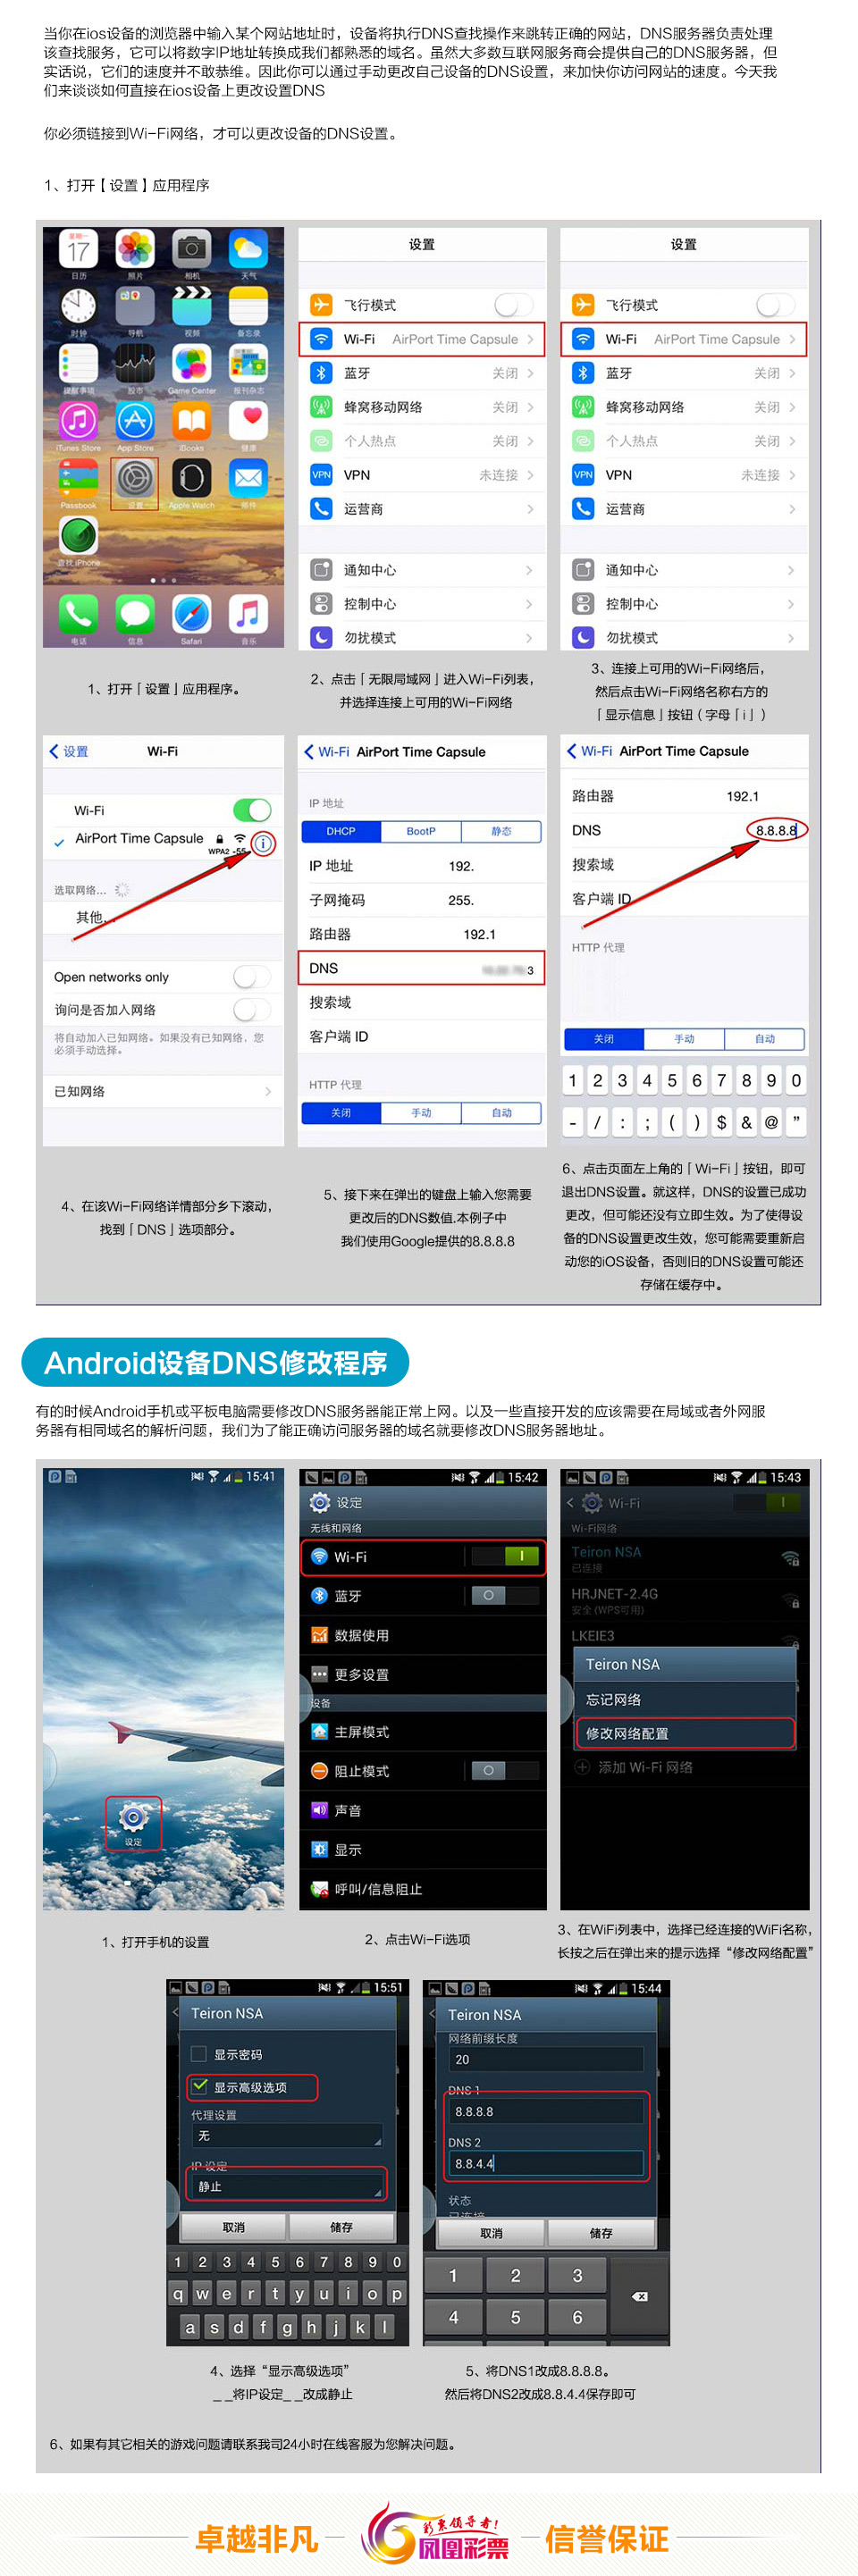 当你在ios设备的浏览器中输入某个网站地址时，设备将执行DNS查找操作来跳转正确的网站，DNS服务器负责处理
该查找服务，它可以将数字IP地址转换成我们都熟悉的域名。虽然大多数互联网服务商会提供自己的DNS服务器，但
实话说，它们的速度并不敢恭维。因此你可以通过手动更改自己设备的DNS设置，来加快你访问网站的速度。今天我
们来谈谈如何直接在ios设备上更改设置DNS
你必须链接到Wi-Fi网络，才可以更改设备的DNS设置。
1、打开【设置】应用程序
星期一
17
日历 照片 相机 天气
时钟 导航 视频 备忘录
提醒事项 股市 Game Center 报刊杂志
iTunes Store App Store iBooks 健康
Passbook 设置 Apple Watch 邮件
查找 iPhone
电话 信息 Safari 音乐
设置
飞行模式
Wi-Fi AirPort Time Capsule
蓝牙 关闭
蜂窝移动网络 关闭
个人热点 关闭
VPN VPN 未连接
运营商
通知中心
控制中心
勿扰模式
设置
飞行模式
Wi-Fi AirPort Time Capsule
蓝牙 关闭
蜂窝移动网络 关闭
个人热点 关闭
VPN VPN 未连接
运营商
通知中心
控制中心
勿扰模式
1、打开「设置」应用程序。
2、点击「无限局域网」进入Wi-Fi列表，
并选择连接上可用的Wi-Fi网络
3、连接上可用的Wi-Fi网络后，
然后点击Wi-Fi网络名称右方的
「显示信息」按钮（字母「i」）
设置 Wi-Fi
Wi-Fi
AirPort Time Capsule
WPA2 -55
选取网络...
其他...
Open networks only
询问是否加入网络
将自动加入已知网络。如果没有已知网络，您
必须手动选择。
已知网络
Wi-Fi AirPort Time Capsule
IP 地址
DHCP BootP 静态
IP 地址 192.
子网掩码 255.
路由器 192.1
DNS 3
搜索域
客户端 ID
HTTP 代理
关闭 手动 自动
Wi-Fi AirPort Time Capsule
路由器 192.1
DNS 8.8.8.8
搜索域
客户端 ID
HTTP 代理
关闭 手动 自动
1 2 3 4 5 6 7 8 9 0
- / : ; ( ) $ & @ "
4、在该Wi-Fi网络详情部分乡下滚动，
找到「DNS」选项部分。
5、接下来在弹出的键盘上输入您需要
更改后的DNS数值.本例子中
我们使用Google提供的8.8.8.8
6、点击页面左上角的「Wi-Fi」按钮，即可
退出DNS设置。就这样，DNS的设置已成功
更改，但可能还没有立即生效。为了使得设
备的DNS设置更改生效，您可能需要重新启
动您的iOS设备，否则旧的DNS设置可能还
存储在缓存中。
Android设备DNS修改程序
有的时候Android手机或平板电脑需要修改DNS服务器能正常上网。以及一些直接开发的应该需要在局域或者外网服
务器有相同域名的解析问题，我们为了能正确访问服务器的域名就要修改DNS服务器地址。
15:41
设定
15:42
设定
无线和网络
Wi-Fi
蓝牙
数据使用
更多设置
设备
主屏模式
阻止模式
声音
显示
呼叫/信息阻止
15:43
Wi-Fi
Wi-Fi网络
Teiron NSA
已连接
HRJNET-2.4G
安全 (WPS可用)
LKEIE3
Teiron NSA
忘记网络
修改网络配置
添加 Wi-Fi 网络
1、打开手机的设置
2、点击Wi-Fi选项
3、在WiFi列表中，选择已经连接的WiFi名称，
长按之后在弹出来的提示选择“修改网络配置”
15:51
Teiron NSA
显示密码
显示高级选项
代理设置
无
IP 设定
静止
取消 储存
1 2 3 4 5 6 7 8 9 0
q w e r t y u i o p
a s d f g h j k l
15:44
Teiron NSA
网络前缀长度
20
DNS 1
8.8.8.8
DNS 2
8.8.4.4
状态
已连接
取消 储存
1 2 3
4 5 6
4、选择“显示高级选项”
_ _将IP设定_ _改成静止
5、将DNS1改成8.8.8.8。
然后将DNS2改成8.8.4.4保存即可
6、如果有其它相关的游戏问题请联系我司24小时在线客服为您解决问题。
卓越非凡 彩票领导者! 凤凰彩票 信誉保证